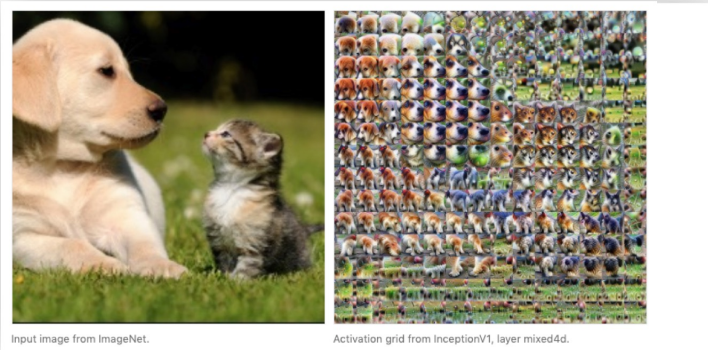 Input image from ImageNet.
Activation grid from InceptionV1, layer mixed4d.